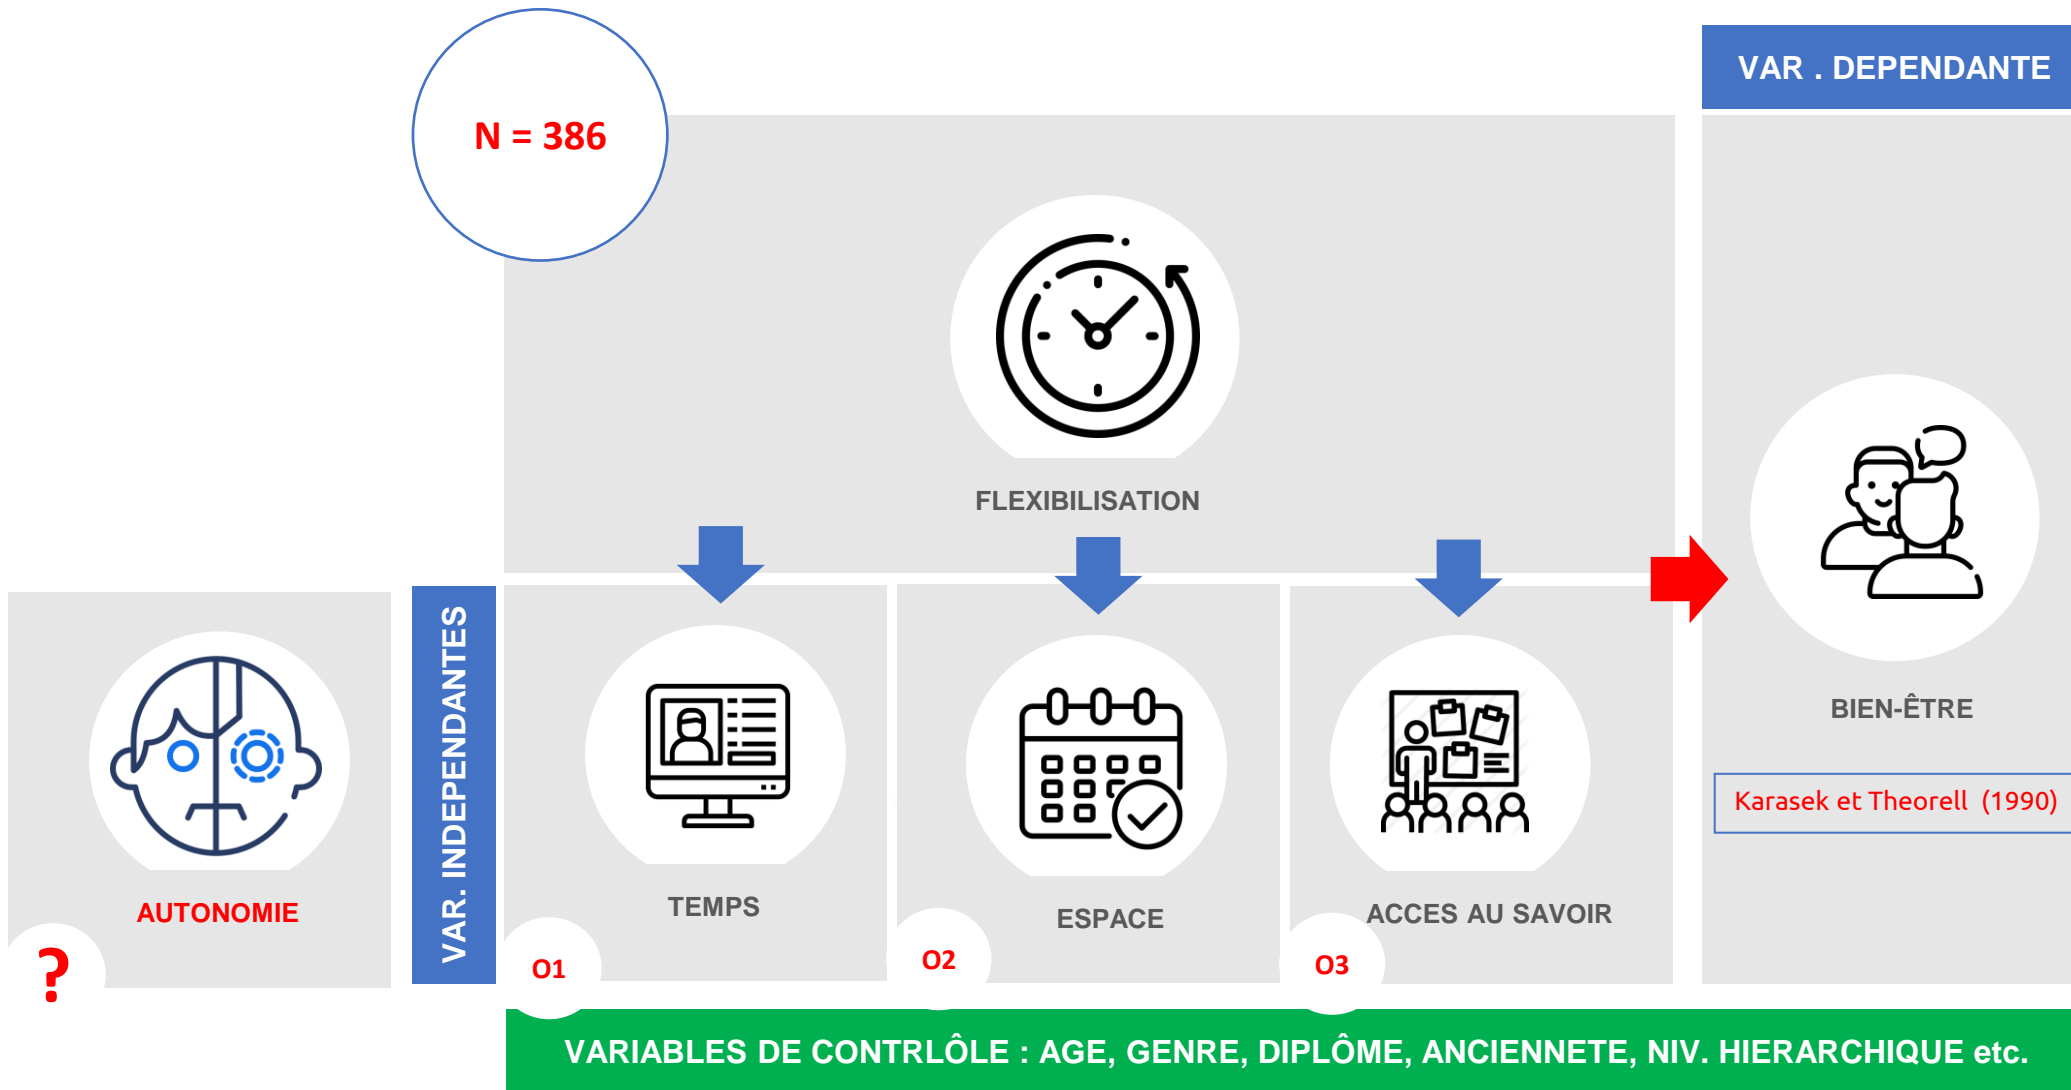 N = 386
VAR . DEPENDANTE
FLEXIBILISATION
VAR. INDEPENDANTES
AUTONOMIE
?
TEMPS
O1
ESPACE
O2
ACCES AU SAVOIR
O3
BIEN-ÊTRE
Karasek et Theorell (1990)
VARIABLES DE CONTRLÔLE : AGE, GENRE, DIPLÔME, ANCIENNETE, NIV. HIERARCHIQUE etc.